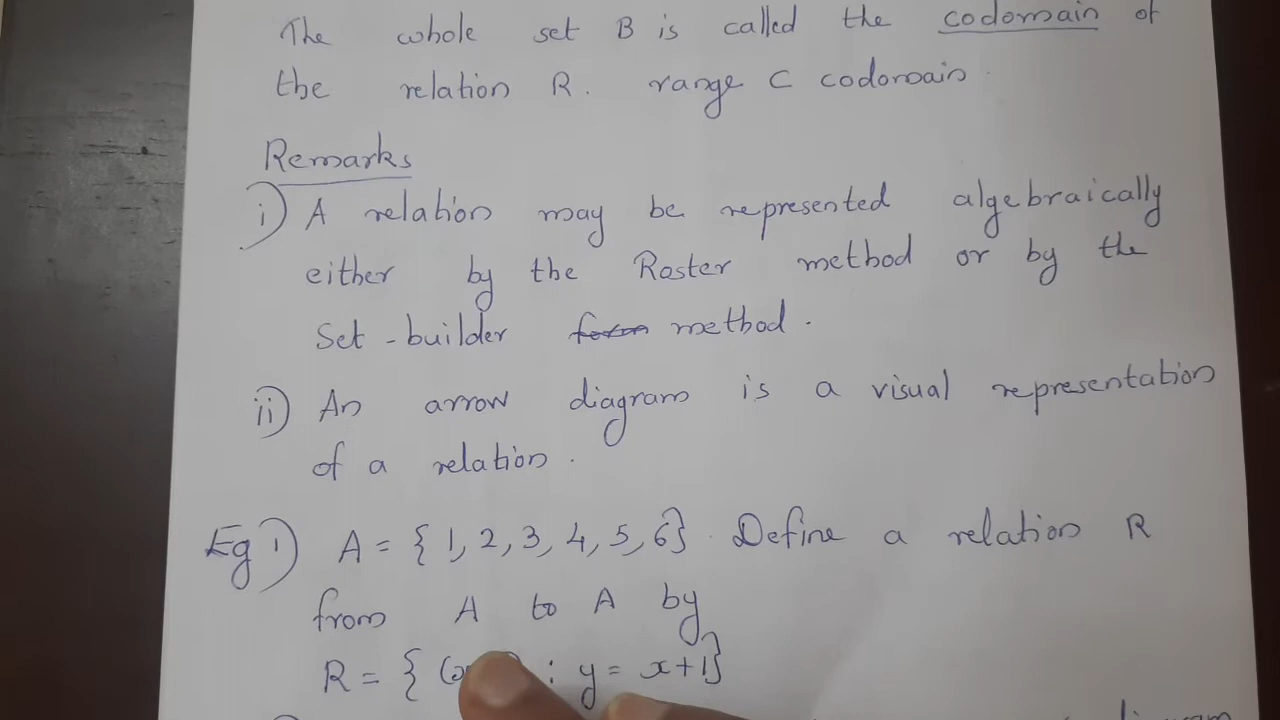 The whole set B is called the codomain of
the relation R. range ⊂ codomain
Remarks
i) A relation may be represented algebraically
either by the Roster method or by the
Set-builder form method.
ii) An arrow diagram is a visual representation
of a relation.
Eg 1) A = {1, 2, 3, 4, 5, 6}. Define a relation R
from A to A by
R = { ( : y = x+1}